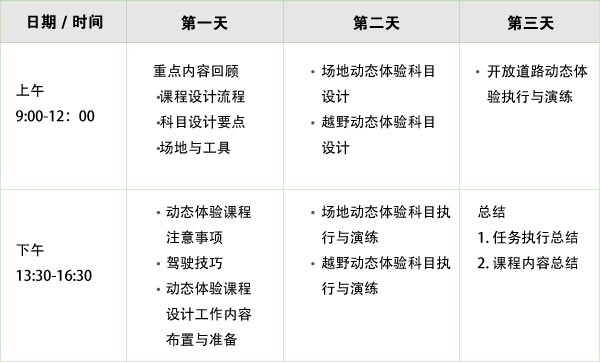 日期 / 时间
第一天
第二天
第三天
上午
9:00-12：00
重点内容回顾
·课程设计流程
·科目设计要点
·场地与工具
• 场地动态体验科目
设计
• 越野动态体验科目
设计
• 开放道路动态体
验执行与演练
下午
13:30-16:30
• 动态体验课程
注意事项
• 驾驶技巧
• 动态体验课程
设计工作内容
布置与准备
• 场地动态体验科目执
行与演练
• 越野动态体验科目执
行与演练
总结
1. 任务执行总结
2. 课程内容总结